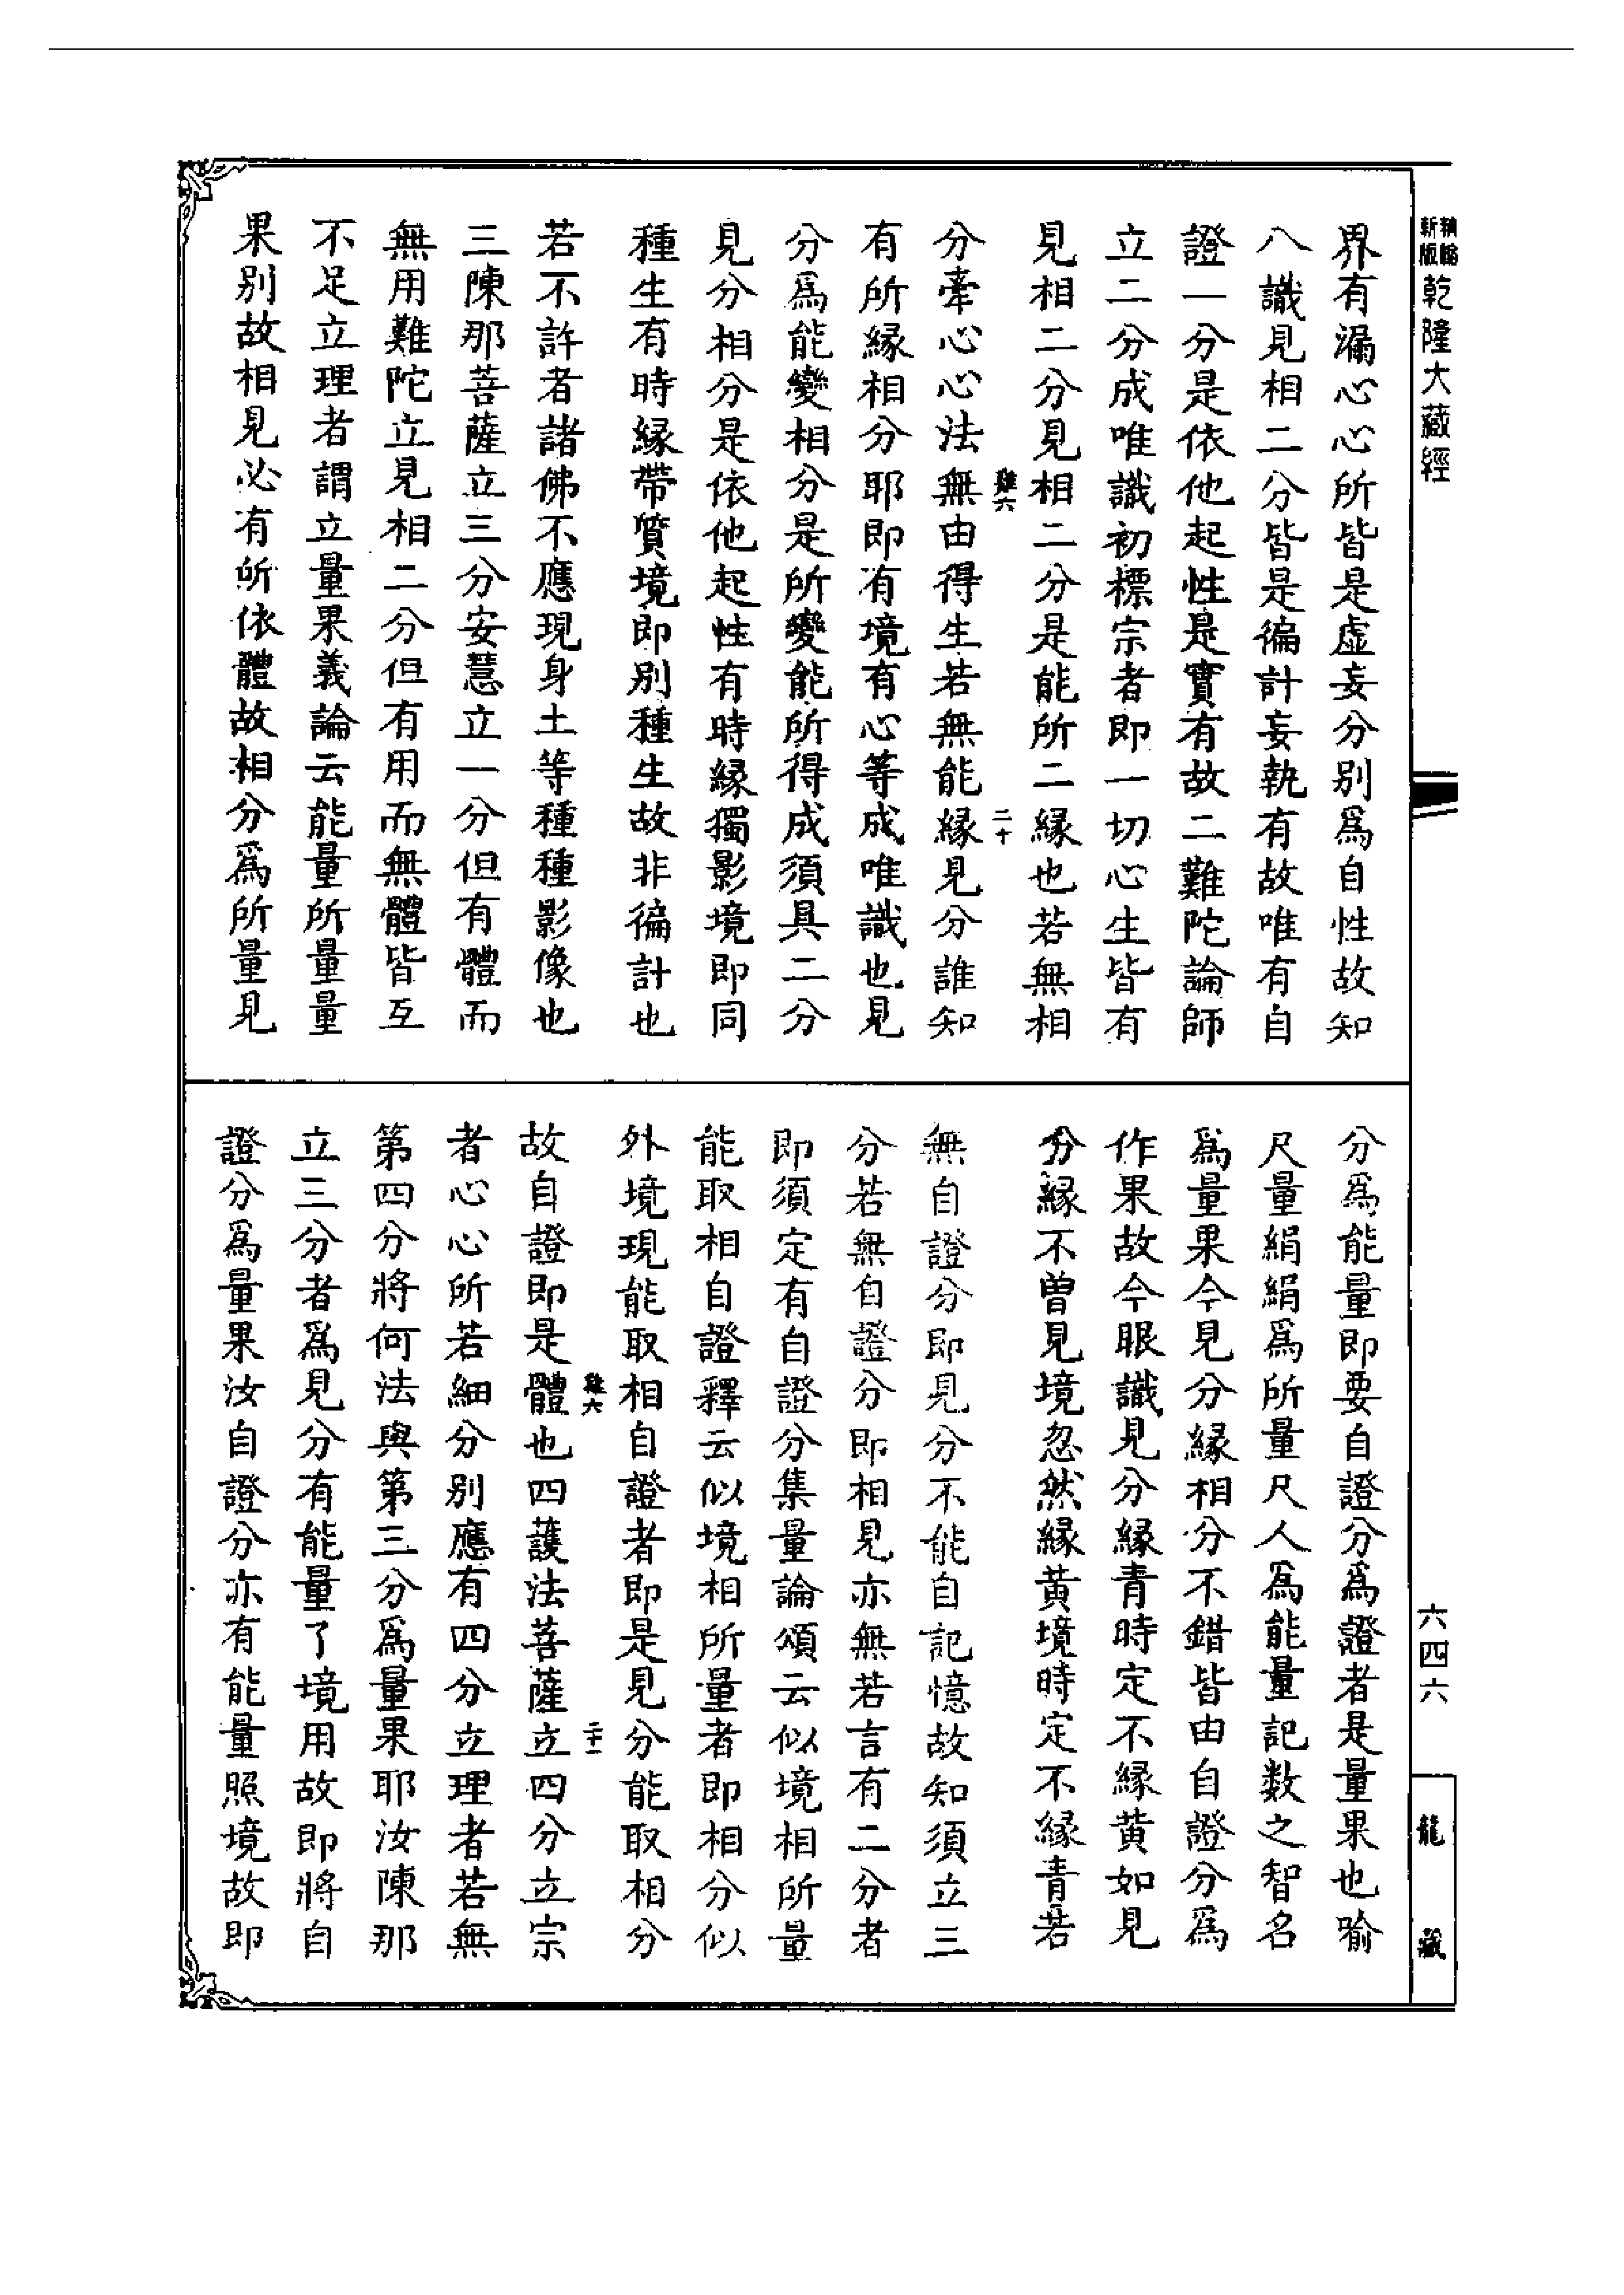 新版
乾隆大藏經
界有漏心心所皆是虛妄分別爲自性故知
八識見相二分皆是徧計妄執有故唯有自
證一分是依他起性是實有故二難陀論師
立二分成唯識初標宗者即一切心生皆有
見相二分見相二分是能所二緣也若無相
雞六
二十
分牽心心法無由得生若無能緣見分誰知
有所緣相分耶即有境有心等成唯識也見
分爲能變相分是所變能所得成須具二分
見分相分是依他起性有時緣獨影境即同
種生有時緣帶質境即別種生故非徧計也
若不許者諸佛不應現身土等種種影像也
三陳那菩薩立三分安慧立一分但有體而
無用難陀立見相二分但有用而無體皆互
不足立理者謂立量果義論云能量所量量
果別故相見必有所依體故相分爲所量見
分爲能量即要自證分爲證者是量果也喻
尺量絹絹爲所量尺人爲能量記數之智名
爲量果今見分緣相分不錯皆由自證分爲
作果故今眼識見分緣青時定不緣黃如見
分緣不曾見境忽然緣黃境時定不緣青若
無自證分即見分不能自記憶故知須立三
分若無自證分即相見亦無若言有二分者
即須定有自證分集量論頌云似境相所量
能取相自證釋云似境相所量者即相分似
外境現能取相自證者即是見分能取相分
雞六
二十一
故自證即是體也四護法菩薩立四分立宗
者心心所若細分別應有四分立理者若無
第四分將何法與第三分爲量果耶汝陳那
立三分者爲見分有能量了境用故即將自
證分爲量果汝自證分亦有能量照境故即
六四六
龍藏